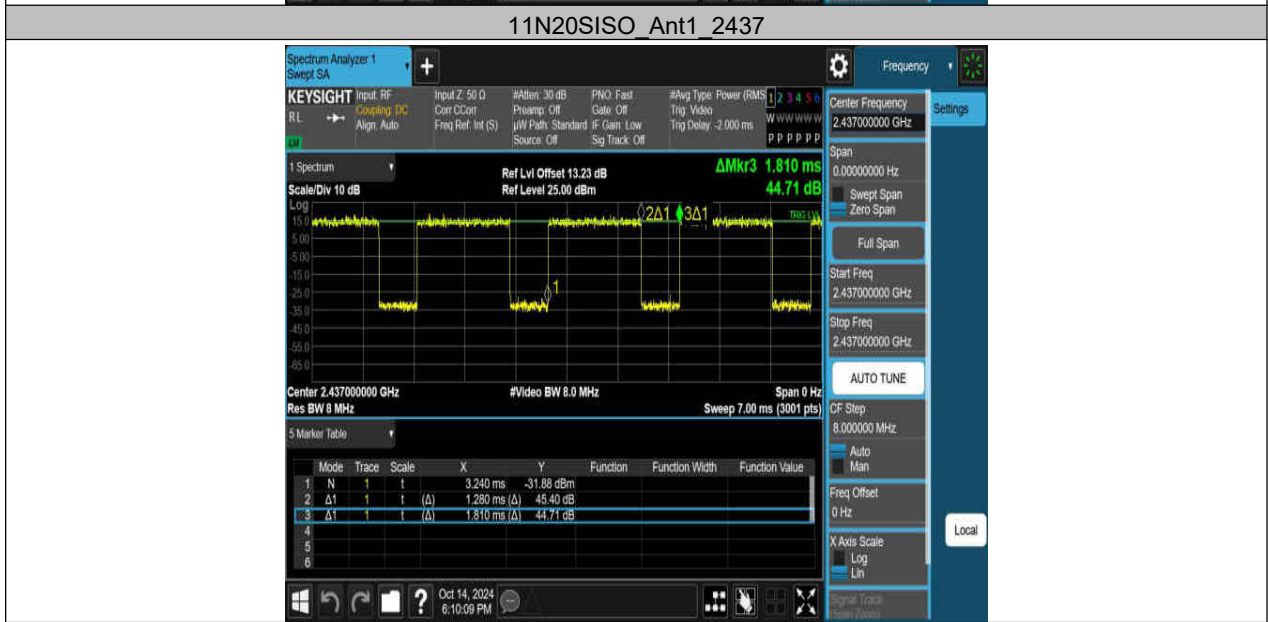 11N20SISO_Ant1_2437
Spectrum Analyzer 1
Swept SA
+
Frequency
KEYSIGHT
RL
Input: RF
Coupling: DC
Align: Auto
Input Z: 50 Ω
Corr CCorr
Freq Ref: Int (S)
#Atten: 30 dB
Preamp: Off
µW Path: Standard
Source: Off
PNO: Fast
Gate: Off
IF Gain: Low
Sig Track: Off
#Avg Type: Power (RMS
Trig: Video
Trig Delay: -2.000 ms
1 2 3 4 5 6
W W W W W W
P P P P P P
Settings
Center Frequency
2.437000000 GHz
Span
0.00000000 Hz
Swept Span
Zero Span
Full Span
Start Freq
2.437000000 GHz
Stop Freq
2.437000000 GHz
AUTO TUNE
CF Step
8.000000 MHz
Auto
Man
Freq Offset
0 Hz
X Axis Scale
Log
Lin
Signal Track
(Span Zoom)
Local
1 Spectrum
Scale/Div 10 dB
Ref Lvl Offset 13.23 dB
Ref Level 25.00 dBm
ΔMkr3 1.810 ms
44.71 dB
Log
15.0
5.00
-5.00
-15.0
-25.0
-35.0
-45.0
-55.0
-65.0
2Δ1
3Δ1
TRIG LVL
1
Center 2.437000000 GHz
Res BW 8 MHz
#Video BW 8.0 MHz
Span 0 Hz
Sweep 7.00 ms (3001 pts)
5 Marker Table
Mode Trace Scale X Y Function Function Width Function Value
1 N 1 t 3.240 ms -31.88 dBm
2 Δ1 1 t (Δ) 1.280 ms (Δ) 45.40 dB
3 Δ1 1 t (Δ) 1.810 ms (Δ) 44.71 dB
4
5
6
?
Oct 14, 2024
6:10:09 PM